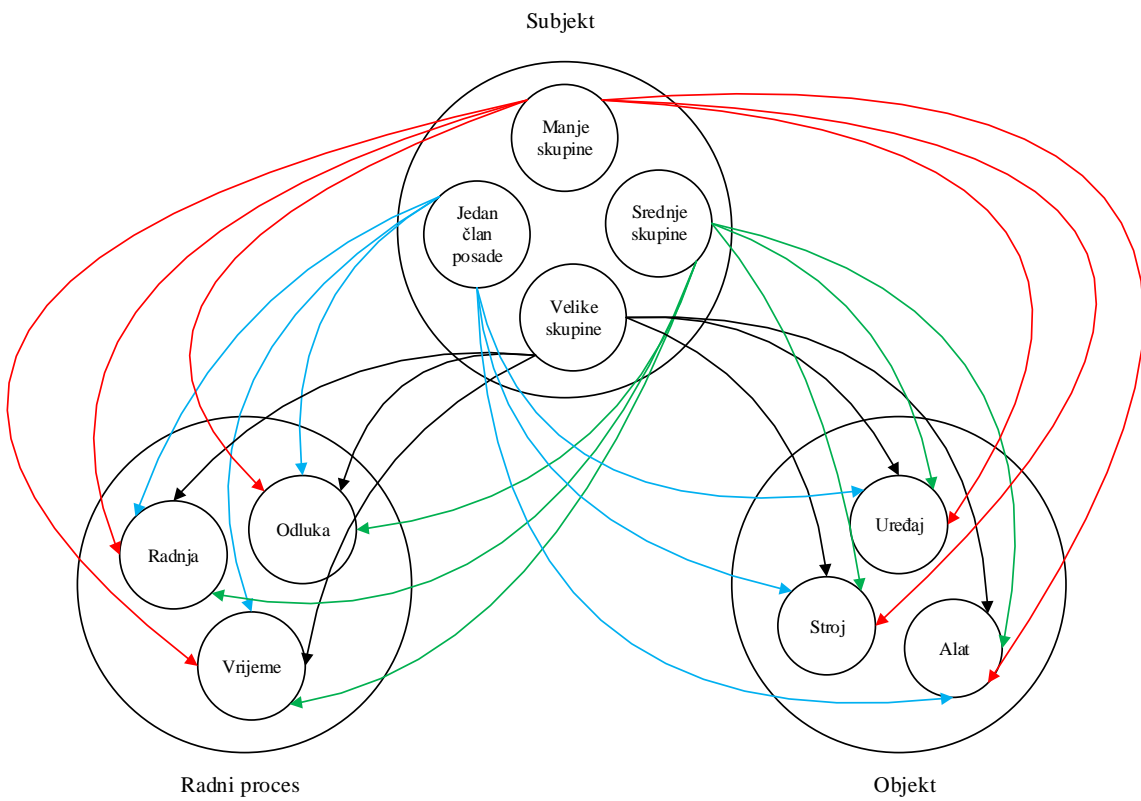 Subjekt
Manje
skupine
Jedan
član
posade
Srednje
skupine
Velike
skupine
Radnja
Odluka
Vrijeme
Uređaj
Stroj
Alat
Radni proces
Objekt